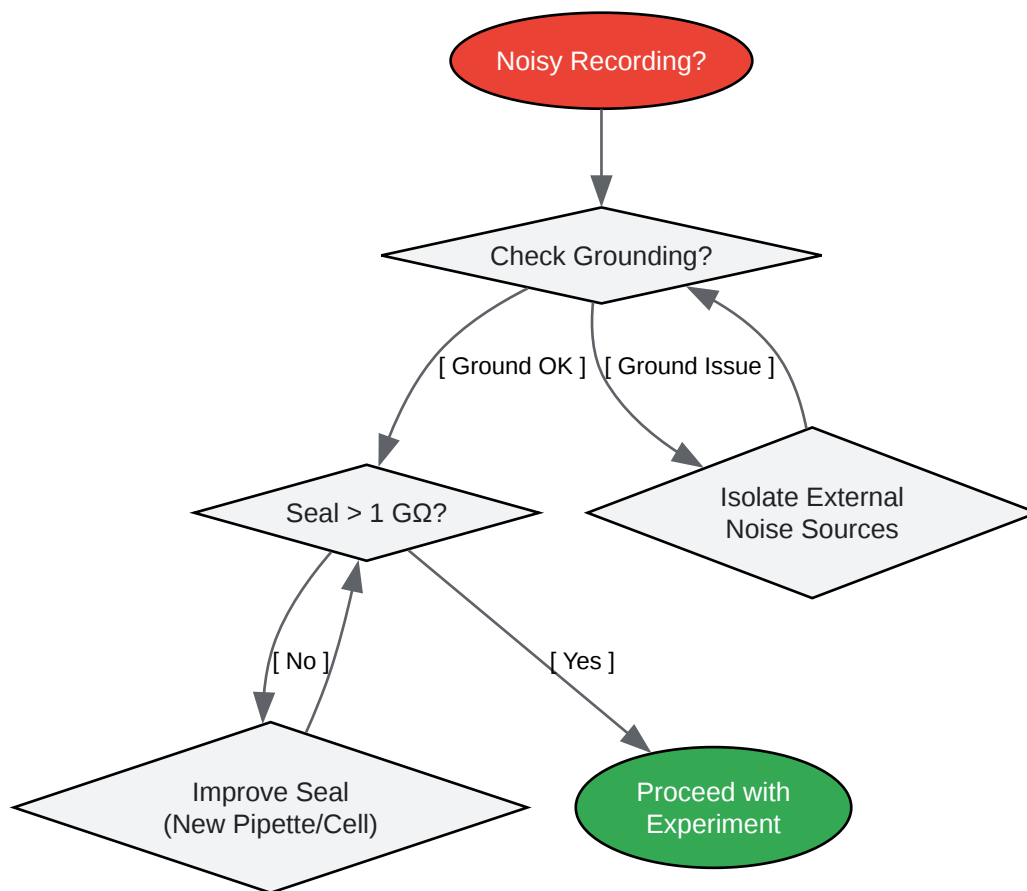 Noisy Recording?
Check Grounding?
[ Ground OK ]
[ Ground Issue ]
Seal > 1 GΩ?
Isolate External
Noise Sources
[ No ]
[ Yes ]
Improve Seal
(New Pipette/Cell)
Proceed with
Experiment